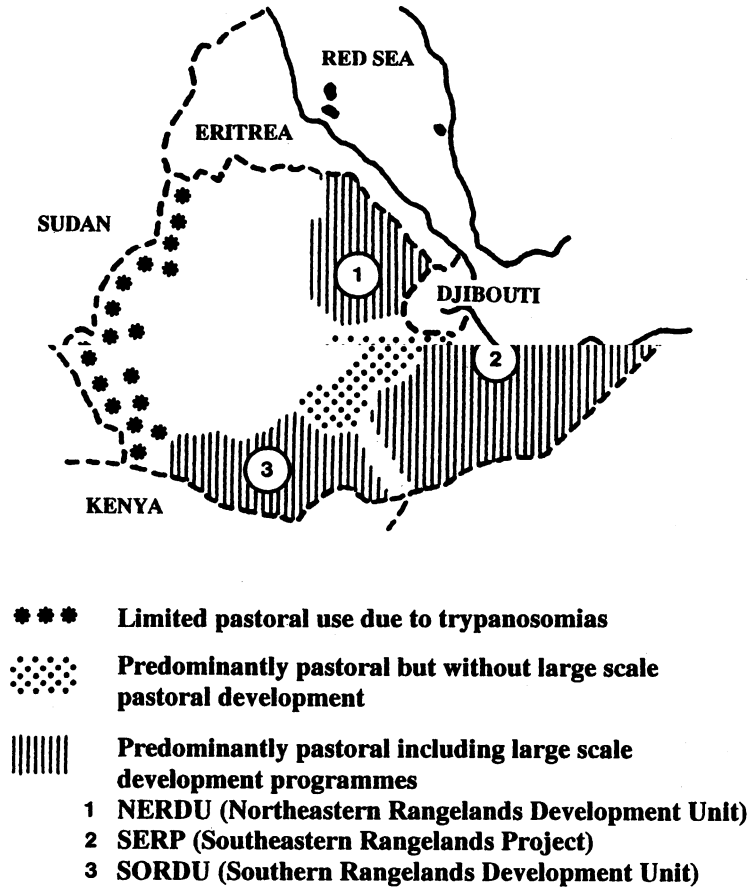 RED SEA
ERITREA
SUDAN
1
DJIBOUTI
2
3
KENYA
Limited pastoral use due to trypanosomias
Predominantly pastoral but without large scale
pastoral development
Predominantly pastoral including large scale
development programmes
1 NERDU (Northeastern Rangelands Development Unit)
2 SERP (Southeastern Rangelands Project)
3 SORDU (Southern Rangelands Development Unit)